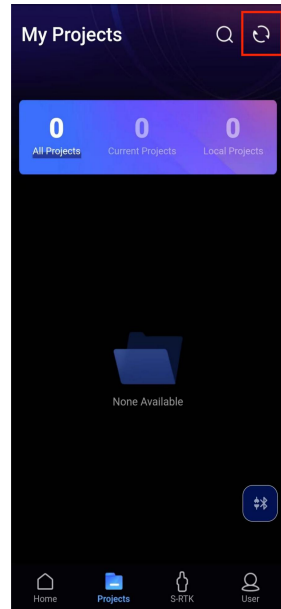 My Projects
0 0 0
All Projects Current Projects Local Projects
None Available
Home Projects S-RTK User